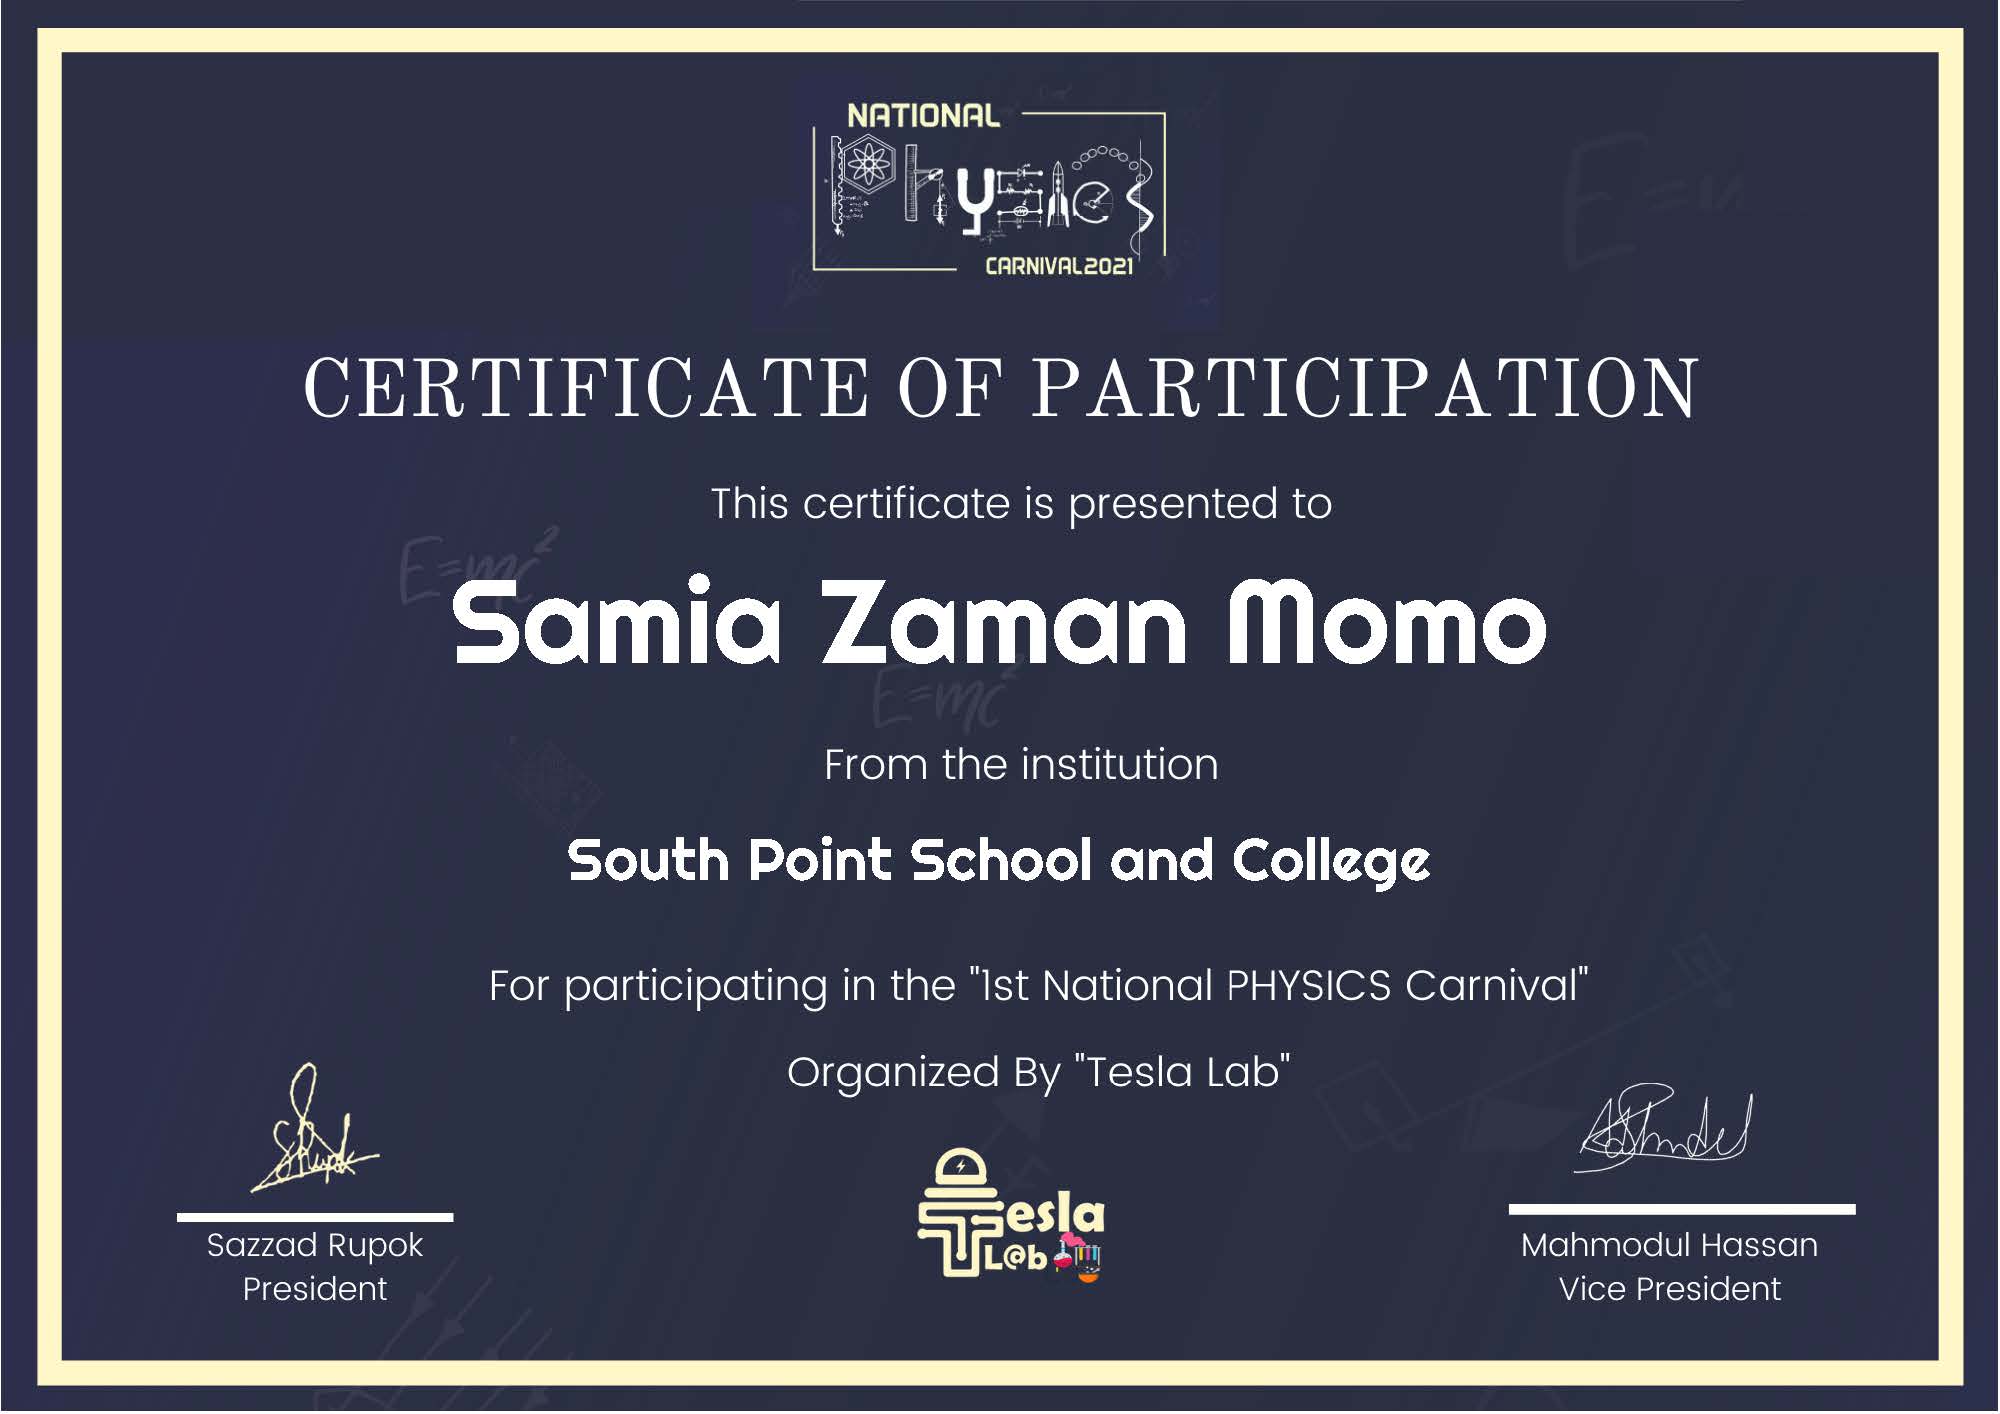 NATIONAL
Physics
CARNIVAL2021
CERTIFICATE OF PARTICIPATION
This certificate is presented to
E=mc²
Samia Zaman Momo
E=mc²
From the institution
South Point School and College
For participating in the "1st National PHYSICS Carnival"
Organized By "Tesla Lab"
Tesla
L@b
Sazzad Rupok
President
Mahmodul Hassan
Vice President